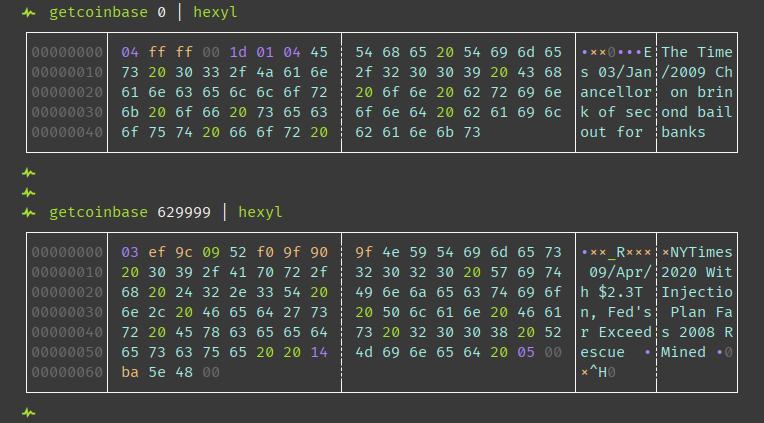 getcoinbase 0 | hexyl
00000000 04 ff ff 00 1d 01 04 45 54 68 65 20 54 69 6d 65 •××0•••E The Time
00000010 73 20 30 33 2f 4a 61 6e 2f 32 30 30 39 20 43 68 s 03/Jan /2009 Ch
00000020 61 6e 63 65 6c 6c 6f 72 20 6f 6e 20 62 72 69 6e ancellor on brin
00000030 6b 20 6f 66 20 73 65 63 6f 6e 64 20 62 61 69 6c k of sec ond bail
00000040 6f 75 74 20 66 6f 72 20 62 61 6e 6b 73 out for banks
getcoinbase 629999 | hexyl
00000000 03 ef 9c 09 52 f0 9f 90 9f 4e 59 54 69 6d 65 73 •××_R××× ×NYTimes
00000010 20 30 39 2f 41 70 72 2f 32 30 32 30 20 57 69 74 09/Apr/ 2020 Wit
00000020 68 20 24 32 2e 33 54 20 49 6e 6a 65 63 74 69 6f h $2.3T Injectio
00000030 6e 2c 20 46 65 64 27 73 20 50 6c 61 6e 20 46 61 n, Fed's Plan Fa
00000040 72 20 45 78 63 65 65 64 73 20 32 30 30 38 20 52 r Exceed s 2008 R
00000050 65 73 63 75 65 20 20 14 4d 69 6e 65 64 20 05 00 escue • Mined •0
00000060 ba 5e 48 00 ×^H0